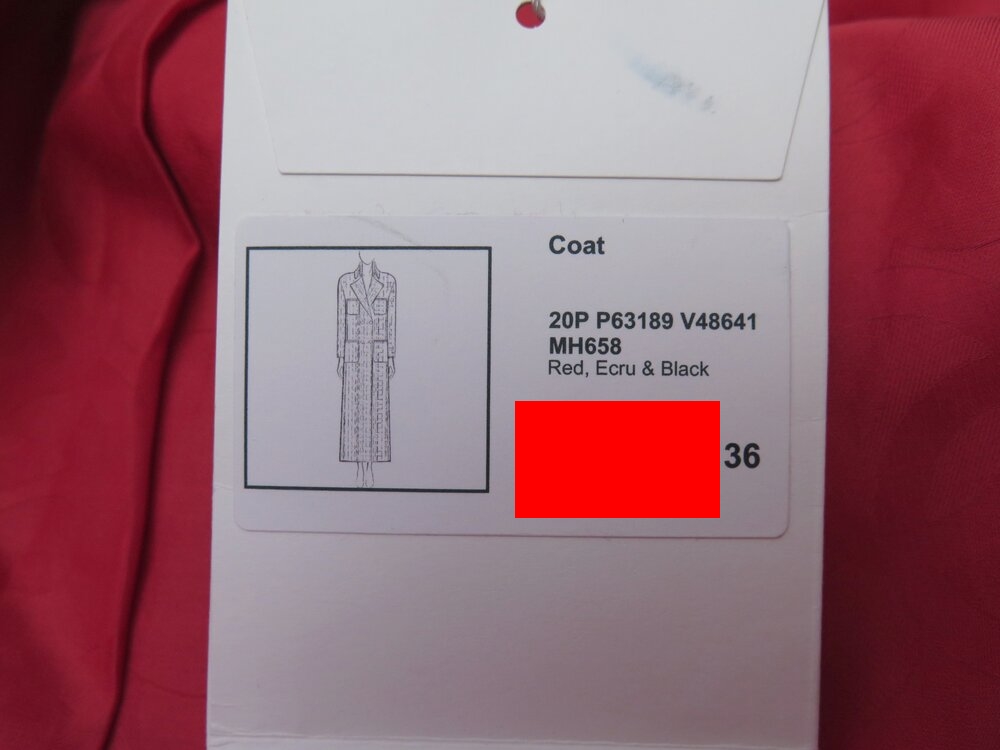 Coat
20P P63189 V48641
MH658
Red, Ecru & Black
36